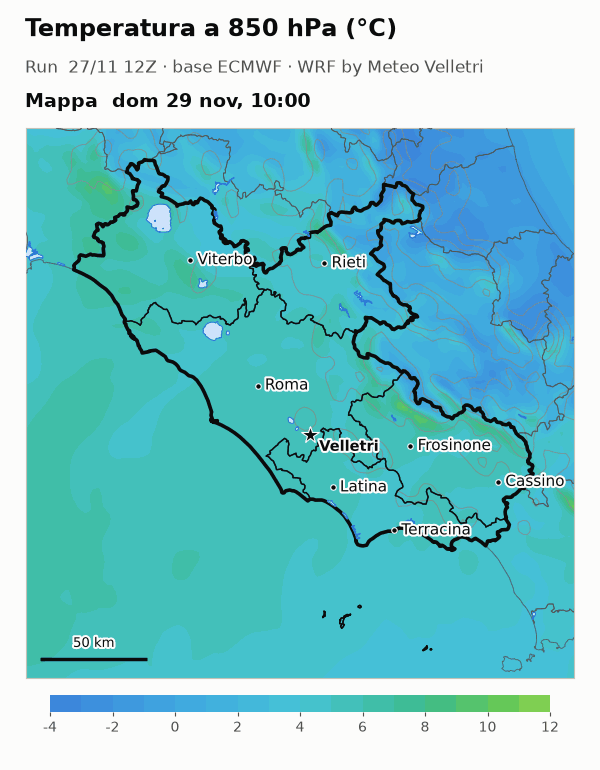 Temperatura a 850 hPa (°C)
Run  27/11 12Z · base ECMWF · WRF by Meteo Velletri
Mappa  dom 29 nov, 10:00
Viterbo
Rieti
Roma
Velletri
Frosinone
Latina
Cassino
Terracina
50 km
-4 -2 0 2 4 6 8 10 12